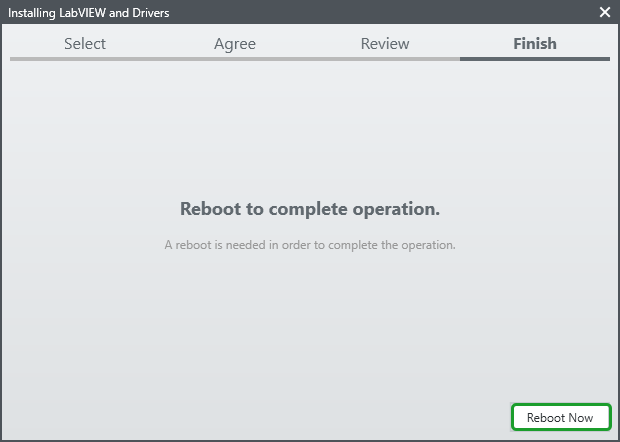 Installing LabVIEW and Drivers
Select Agree Review Finish
Reboot to complete operation.
A reboot is needed in order to complete the operation.
Reboot Now